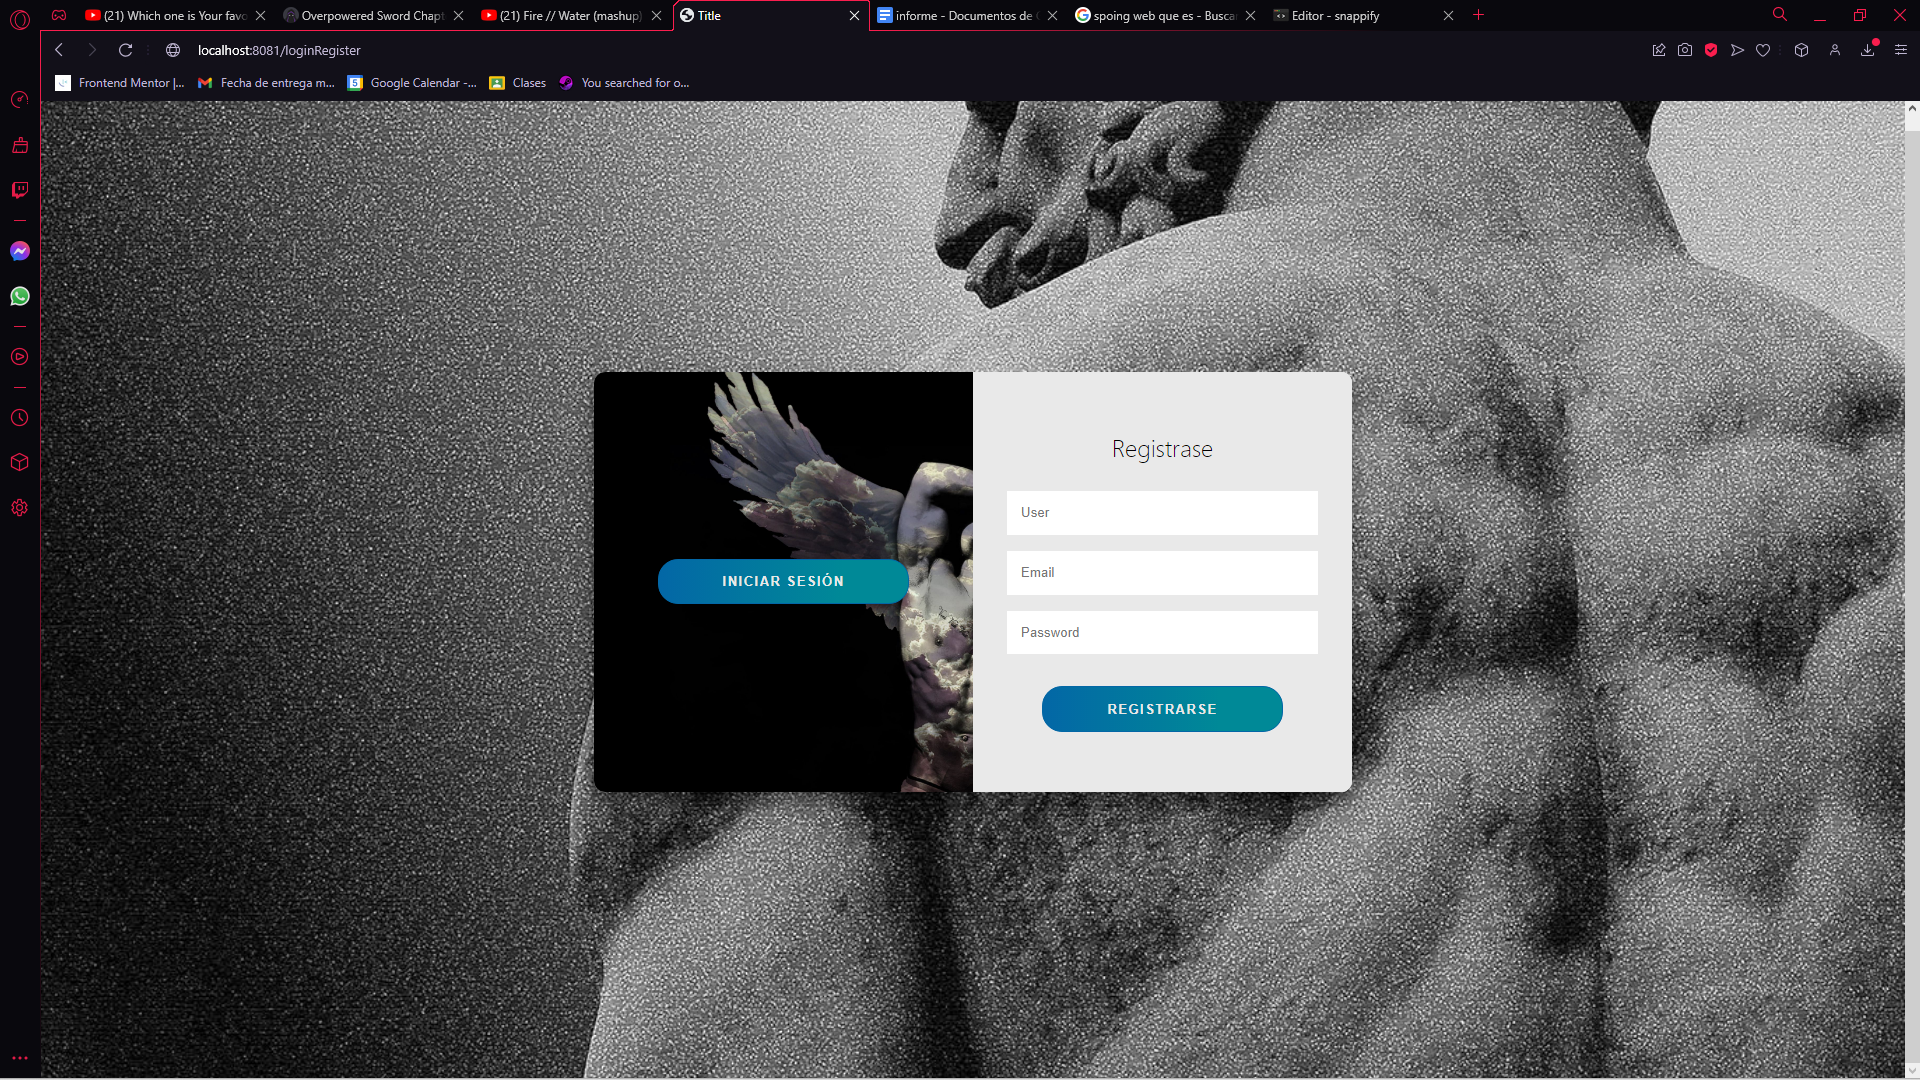 (21) Which one is Your favo
Overpowered Sword Chapt
(21) Fire // Water (mashup)
Title
informe - Documentos de G
spoing web que es - Buscar
Editor - snappify
localhost:8081/loginRegister
Frontend Mentor |...
Fecha de entrega m...
5
Google Calendar -...
Clases
You searched for o...
Registrase
User
Email
INICIAR SESIÓN
Password
REGISTRARSE